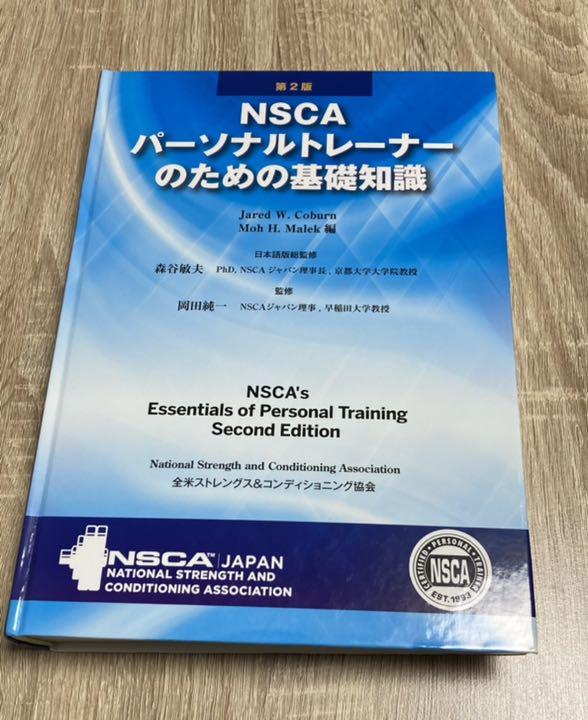 第2版
NSCA
パーソナルトレーナー
のための基礎知識
Jared W. Coburn
Moh H. Malek 編
日本語版総監修
森谷敏夫 PhD, NSCA ジャパン理事長, 京都大学大学院教授
監修
岡田純一 NSCAジャパン理事, 早稲田大学教授
NSCA's
Essentials of Personal Training
Second Edition
National Strength and Conditioning Association
全米ストレングス&コンディショニング協会
NSCA™ JAPAN
NATIONAL STRENGTH AND
CONDITIONING ASSOCIATION
CERTIFIED • PERSONAL • TRAINER
NSCA
EST. 1993